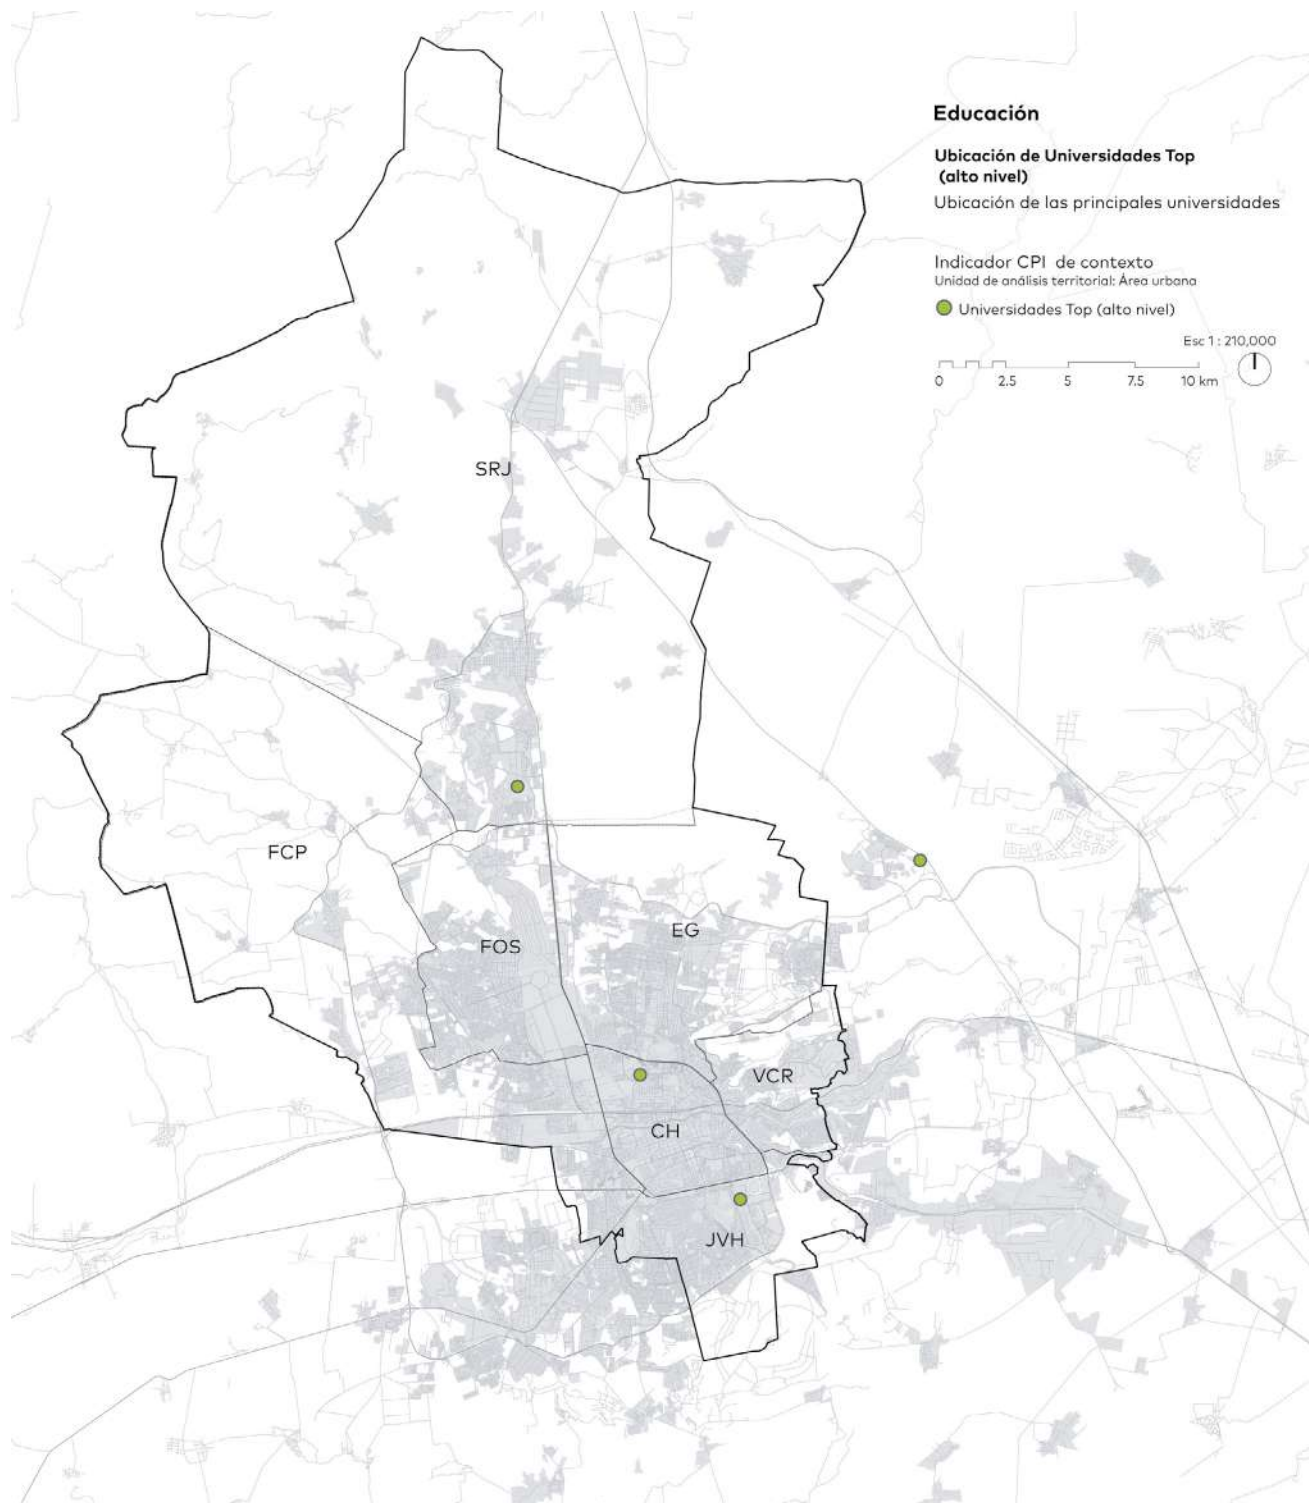 Educación
Ubicación de Universidades Top
(alto nivel)
Ubicación de las principales universidades
Indicador CPI de contexto
Unidad de análisis territorial: Área urbana
Universidades Top (alto nivel)
Esc 1 : 210,000
0 2.5 5 7.5 10 km
SRJ
FCP
FOS
EG
VCR
CH
JVH